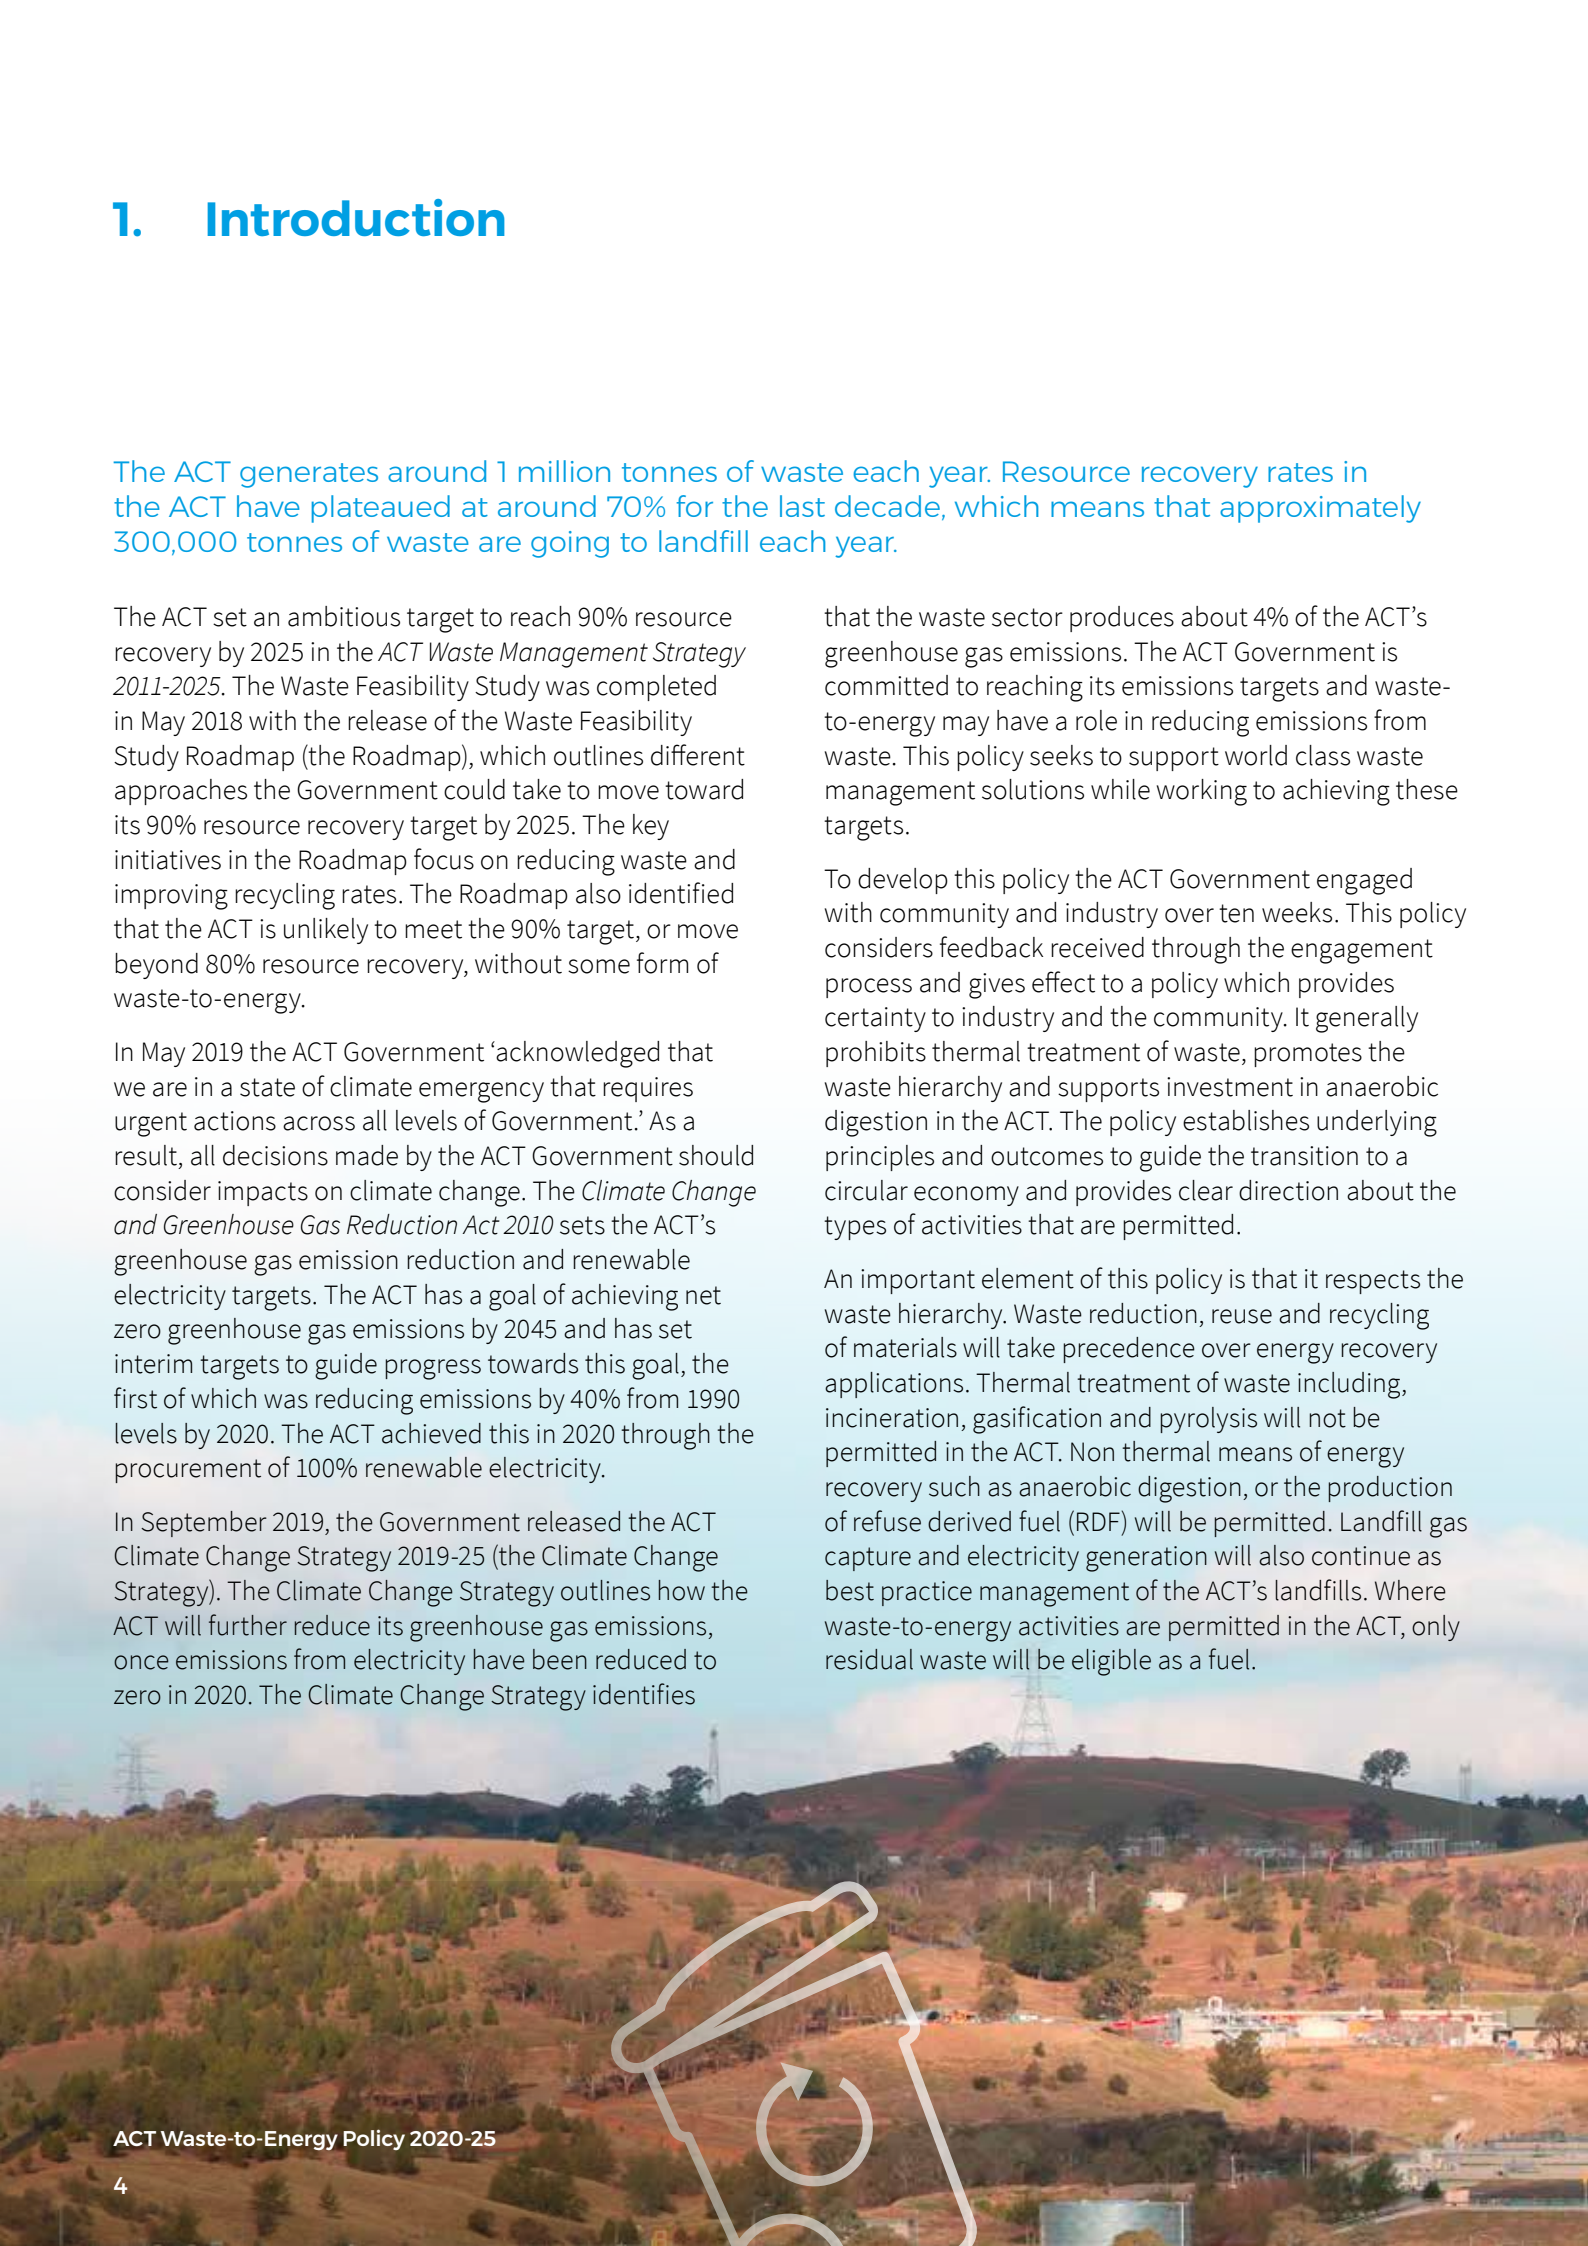 1. Introduction
The ACT generates around 1 million tonnes of waste each year. Resource recovery rates in
the ACT have plateaued at around 70% for the last decade, which means that approximately
300,000 tonnes of waste are going to landfill each year.
The ACT set an ambitious target to reach 90% resource
recovery by 2025 in the ACT Waste Management Strategy
2011-2025. The Waste Feasibility Study was completed
in May 2018 with the release of the Waste Feasibility
Study Roadmap (the Roadmap), which outlines different
approaches the Government could take to move toward
its 90% resource recovery target by 2025. The key
initiatives in the Roadmap focus on reducing waste and
improving recycling rates. The Roadmap also identified
that the ACT is unlikely to meet the 90% target, or move
beyond 80% resource recovery, without some form of
waste-to-energy.
In May 2019 the ACT Government ‘acknowledged that
we are in a state of climate emergency that requires
urgent actions across all levels of Government.’ As a
result, all decisions made by the ACT Government should
consider impacts on climate change. The Climate Change
and Greenhouse Gas Reduction Act 2010 sets the ACT’s
greenhouse gas emission reduction and renewable
electricity targets. The ACT has a goal of achieving net
zero greenhouse gas emissions by 2045 and has set
interim targets to guide progress towards this goal, the
first of which was reducing emissions by 40% from 1990
levels by 2020. The ACT achieved this in 2020 through the
procurement of 100% renewable electricity.
In September 2019, the Government released the ACT
Climate Change Strategy 2019-25 (the Climate Change
Strategy). The Climate Change Strategy outlines how the
ACT will further reduce its greenhouse gas emissions,
once emissions from electricity have been reduced to
zero in 2020. The Climate Change Strategy identifies
that the waste sector produces about 4% of the ACT’s
greenhouse gas emissions. The ACT Government is
committed to reaching its emissions targets and waste-
to-energy may have a role in reducing emissions from
waste. This policy seeks to support world class waste
management solutions while working to achieving these
targets.
To develop this policy the ACT Government engaged
with community and industry over ten weeks. This policy
considers feedback received through the engagement
process and gives effect to a policy which provides
certainty to industry and the community. It generally
prohibits thermal treatment of waste, promotes the
waste hierarchy and supports investment in anaerobic
digestion in the ACT. The policy establishes underlying
principles and outcomes to guide the transition to a
circular economy and provides clear direction about the
types of activities that are permitted.
An important element of this policy is that it respects the
waste hierarchy. Waste reduction, reuse and recycling
of materials will take precedence over energy recovery
applications. Thermal treatment of waste including,
incineration, gasification and pyrolysis will not be
permitted in the ACT. Non thermal means of energy
recovery such as anaerobic digestion, or the production
of refuse derived fuel (RDF) will be permitted. Landfill gas
capture and electricity generation will also continue as
best practice management of the ACT’s landfills. Where
waste-to-energy activities are permitted in the ACT, only
residual waste will be eligible as a fuel.
ACT Waste-to-Energy Policy 2020-25
4